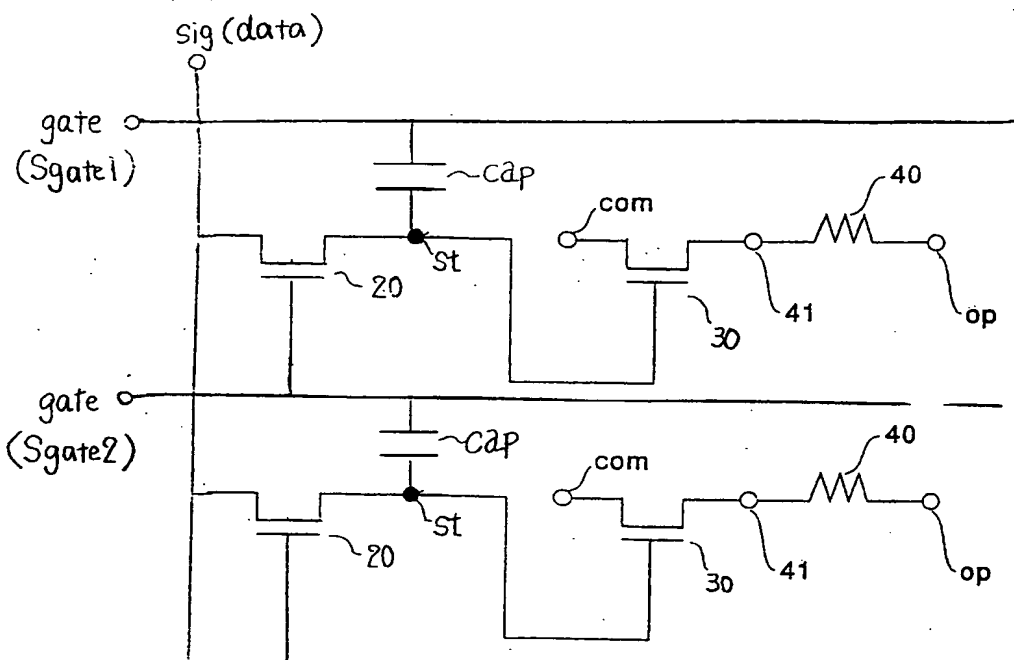 sig (data)
gate
(Sgate1)
cap
com
40
st
20
30
41
op
gate
(Sgate2)
cap
com
40
st
20
30
41
op